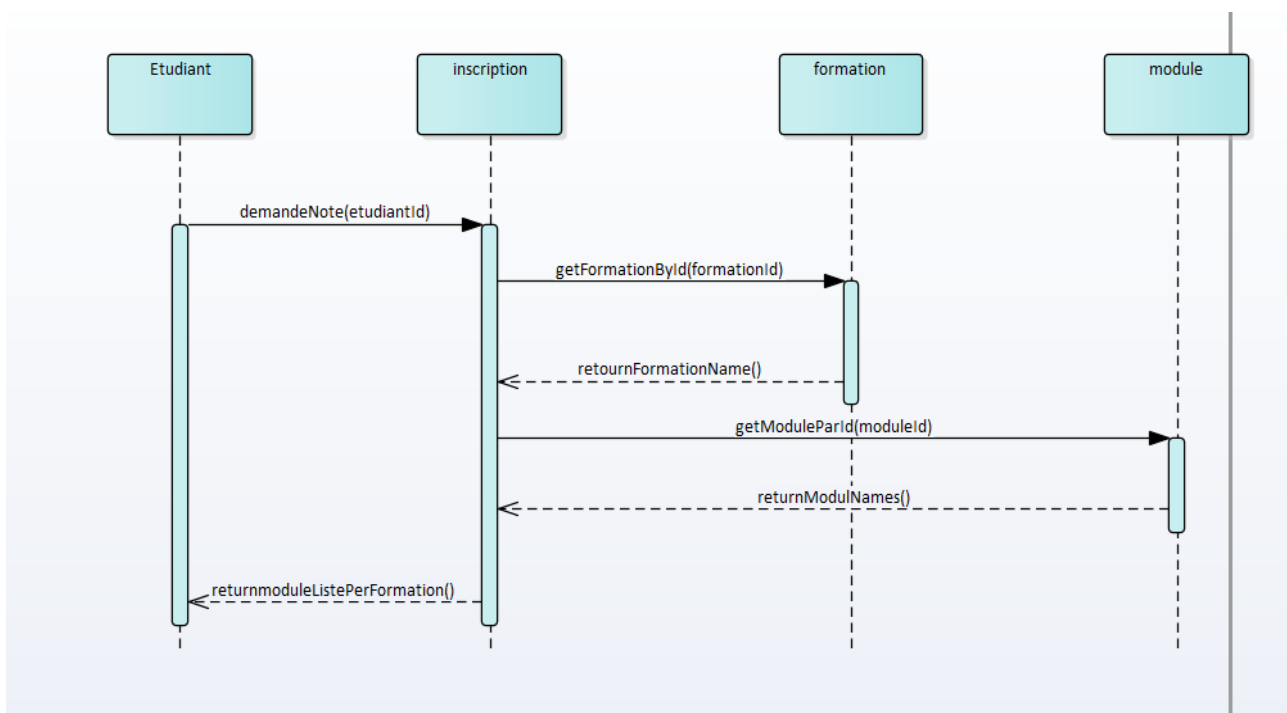 Etudiant
inscription
formation
module
demandeNote(etudiantId)
getFormationById(formationId)
retournFormationName()
getModuleParId(moduleId)
returnModulNames()
returnmoduleListePerFormation()